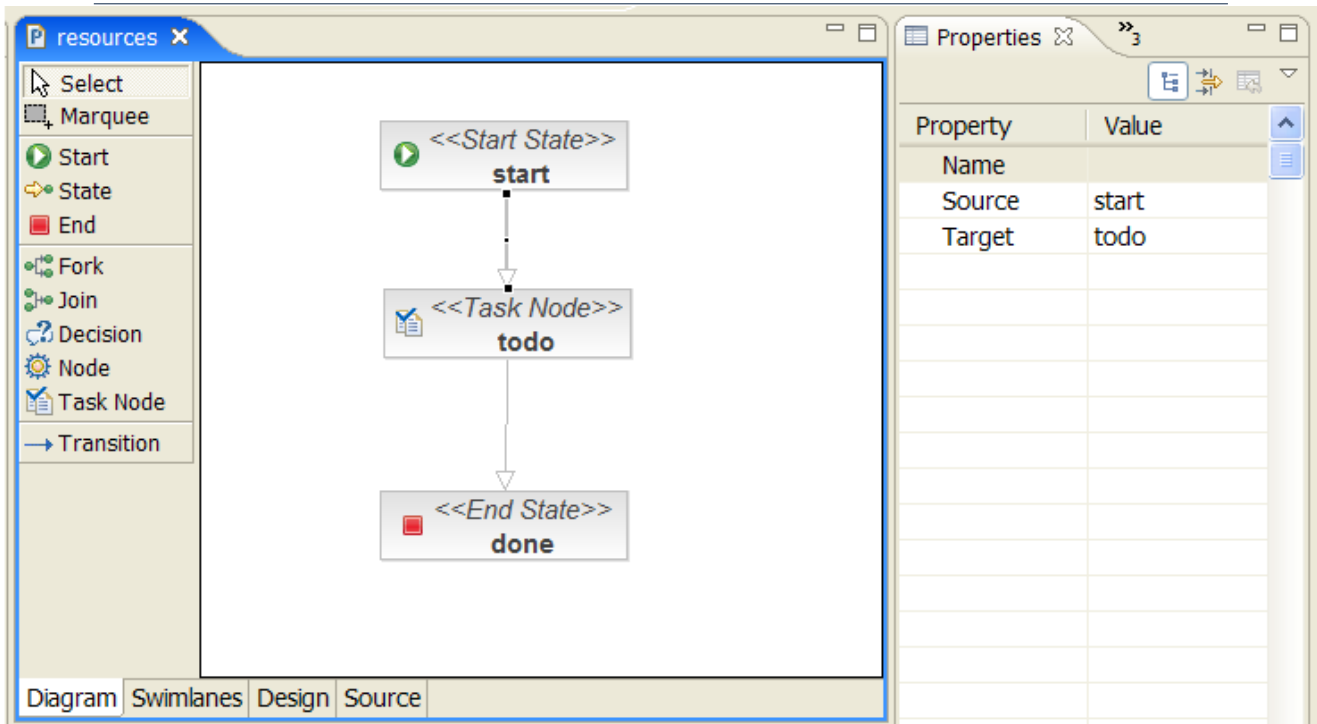 resources
Select
Marquee
Start
State
End
Fork
Join
Decision
Node
Task Node
Transition
<<Start State>>
start
<<Task Node>>
todo
<<End State>>
done
Diagram Swimlanes Design Source
Properties »3
Property Value
Name
Source start
Target todo